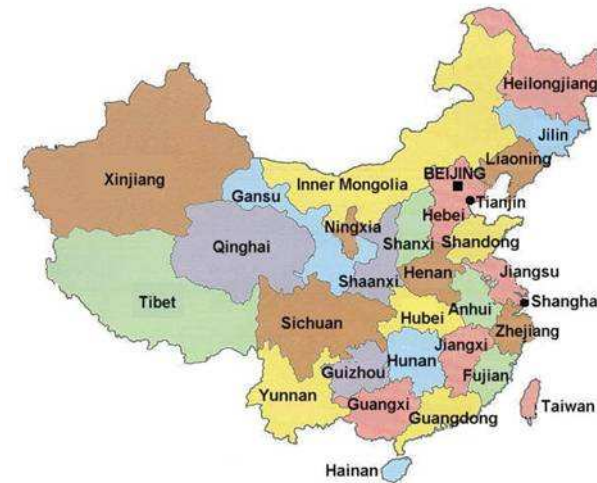 Heilongjiang
Jilin
Liaoning
Xinjiang
BEIJING
Inner Mongolia
Gansu
Tianjin
Hebei
Ningxia
Shanxi
Shandong
Qinghai
Henan
Jiangsu
Shaanxi
Tibet
Shangha
Anhui
Hubei
Sichuan
Zhejiang
Jiangxi
Hunan
Guizhou
Fujian
Yunnan
Guangxi
Taiwan
Guangdong
Hainan